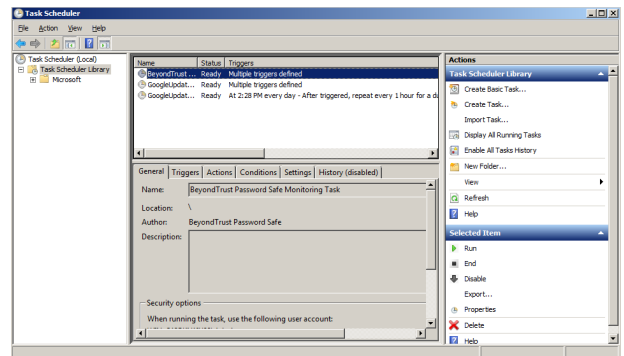 Task Scheduler
File Action View Help
Task Scheduler (Local)
Task Scheduler Library
Microsoft
Name Status Triggers
BeyondTrust ... Ready Multiple triggers defined
GoogleUpdat... Ready Multiple triggers defined
GoogleUpdat... Ready At 2:28 PM every day - After triggered, repeat every 1 hour for a du
General Triggers Actions Conditions Settings History (disabled)
Name: BeyondTrust Password Safe Monitoring Task
Location: \
Author: BeyondTrust Password Safe
Description:
Security options
When running the task, use the following user account:
Actions
Task Scheduler Library
Create Basic Task...
Create Task...
Import Task...
Display All Running Tasks
Enable All Tasks History
New Folder...
View
Refresh
Help
Selected Item
Run
End
Disable
Export...
Properties
Delete
Help